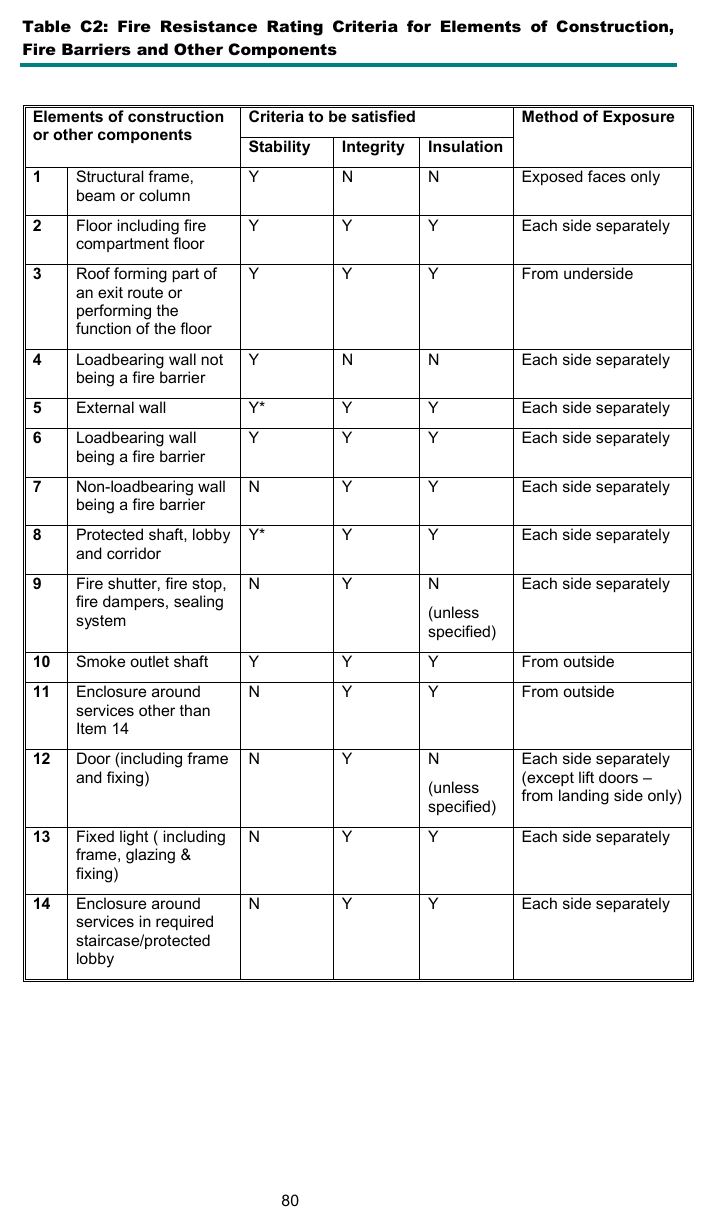 Table C2: Fire Resistance Rating Criteria for Elements of Construction,
Fire Barriers and Other Components
Elements of construction
or other components
Criteria to be satisfied
Method of Exposure
Stability
Integrity
Insulation
1
Structural frame,
beam or column
Y
N
N
Exposed faces only
2
Floor including fire
compartment floor
Y
Y
Y
Each side separately
3
Roof forming part of
an exit route or
performing the
function of the floor
Y
Y
Y
From underside
4
Loadbearing wall not
being a fire barrier
Y
N
N
Each side separately
5
External wall
Y*
Y
Y
Each side separately
6
Loadbearing wall
being a fire barrier
Y
Y
Y
Each side separately
7
Non-loadbearing wall
being a fire barrier
N
Y
Y
Each side separately
8
Protected shaft, lobby
and corridor
Y*
Y
Y
Each side separately
9
Fire shutter, fire stop,
fire dampers, sealing
system
N
Y
N
(unless
specified)
Each side separately
10
Smoke outlet shaft
Y
Y
Y
From outside
11
Enclosure around
services other than
Item 14
N
Y
Y
From outside
12
Door (including frame
and fixing)
N
Y
N
(unless
specified)
Each side separately
(except lift doors –
from landing side only)
13
Fixed light ( including
frame, glazing &
fixing)
N
Y
Y
Each side separately
14
Enclosure around
services in required
staircase/protected
lobby
N
Y
Y
Each side separately
80